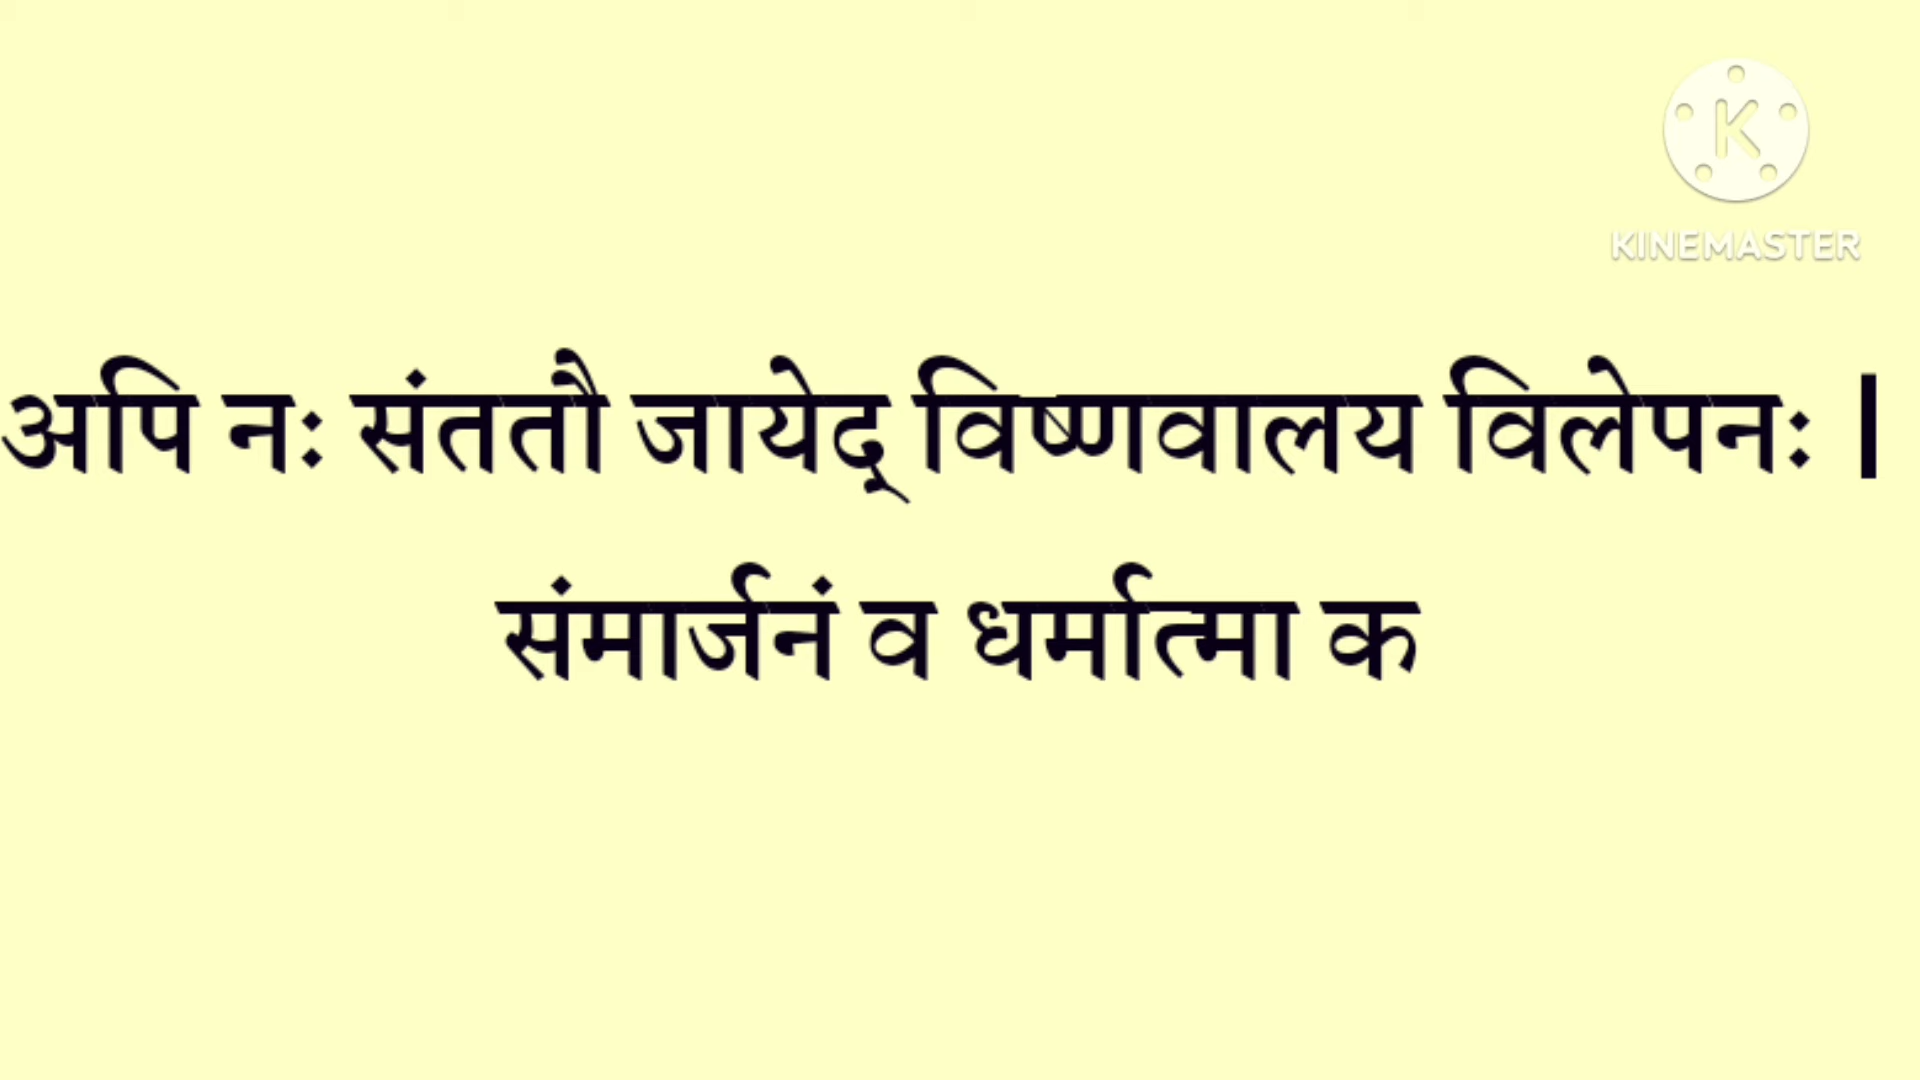 KINEMASTER
अपि नः संततौ जायेद् विष्णवालय विलेपनः |
संमार्जनं व धर्मात्मा क